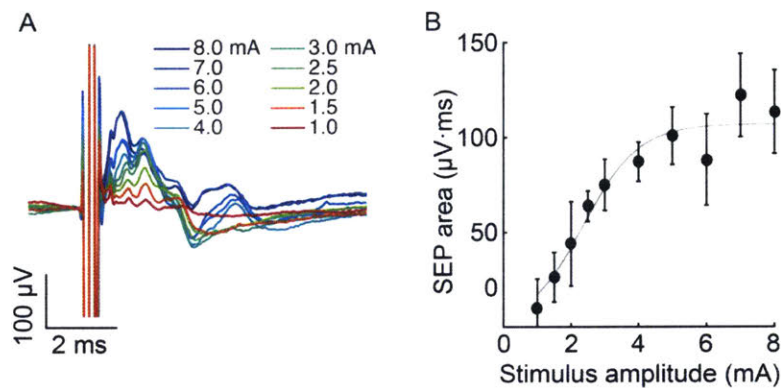 A
8.0 mA
7.0
6.0
5.0
4.0
3.0 mA
2.5
2.0
1.5
1.0
100 µV
2 ms
B
SEP area (µV·ms)
150
100
50
0
0 2 4 6 8
Stimulus amplitude (mA)